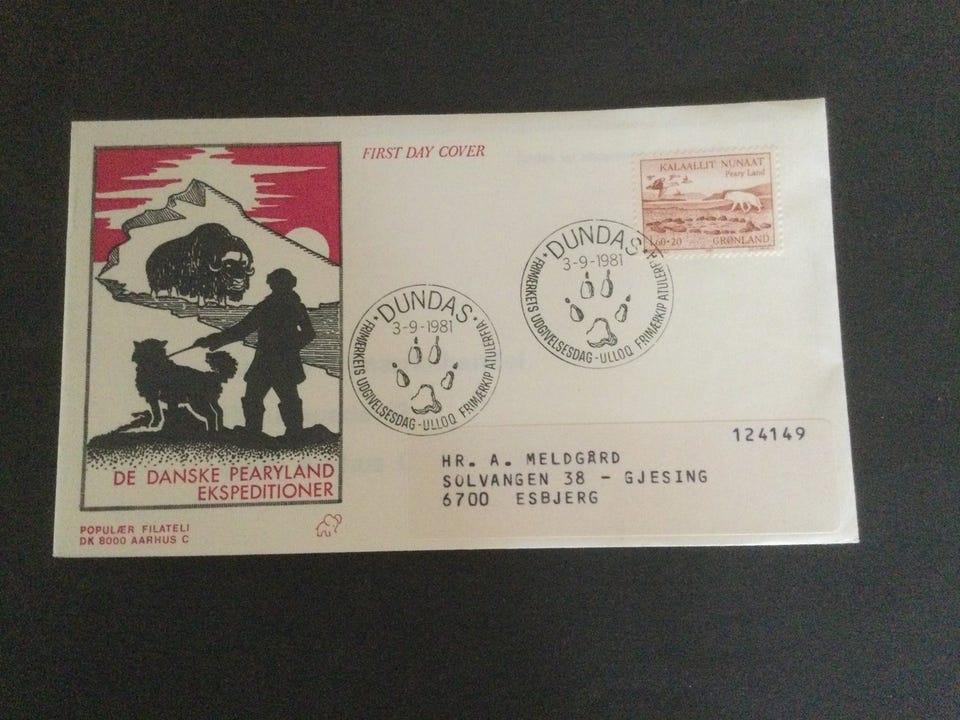 FIRST DAY COVER
KALAALLIT NUNAAT
Peary Land
1.60+20 GRØNLAND
DUNDAS
3-9-1981
FRIMÆRKETS UDGIVELSESDAG - ULLOQ FRIMÆRKIP ATULERFIA
DUNDAS
3-9-1981
FRIMÆRKETS UDGIVELSESDAG - ULLOQ FRIMÆRKIP ATULERFIA
124149
HR. A. MELDGÅRD
SOLVANGEN 38 - GJESING
6700 ESBJERG
DE DANSKE PEARYLAND
EKSPEDITIONER
POPULÆR FILATELI
DK 8000 AARHUS C